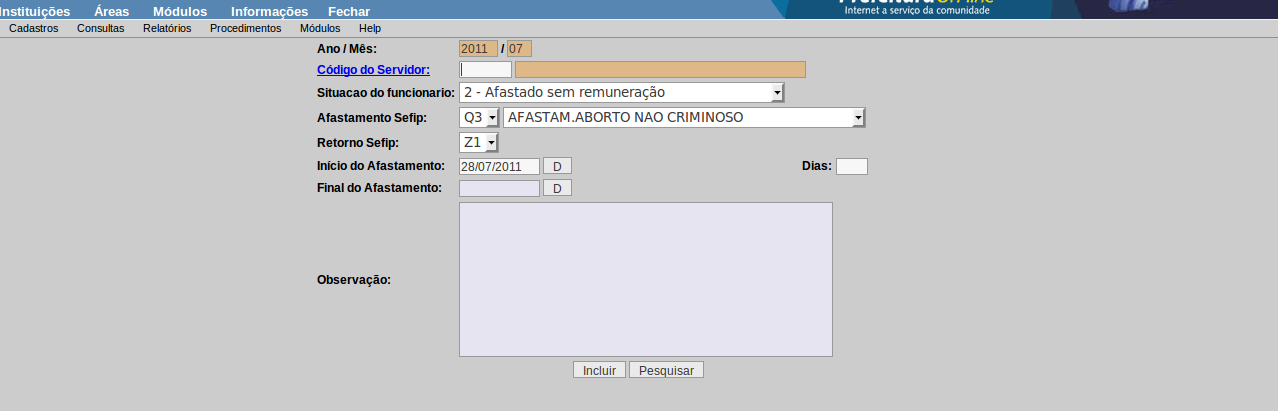 Instituições Áreas Módulos Informações Fechar
Internet a serviço da comunidade
Cadastros Consultas Relatórios Procedimentos Módulos Help
Ano / Mês: 2011 / 07
Código do Servidor:
Situacao do funcionario: 2 - Afastado sem remuneração
Afastamento Sefip: Q3 AFASTAM.ABORTO NAO CRIMINOSO
Retorno Sefip: Z1
Início do Afastamento: 28/07/2011 D Dias:
Final do Afastamento: D
Observação:
Incluir Pesquisar